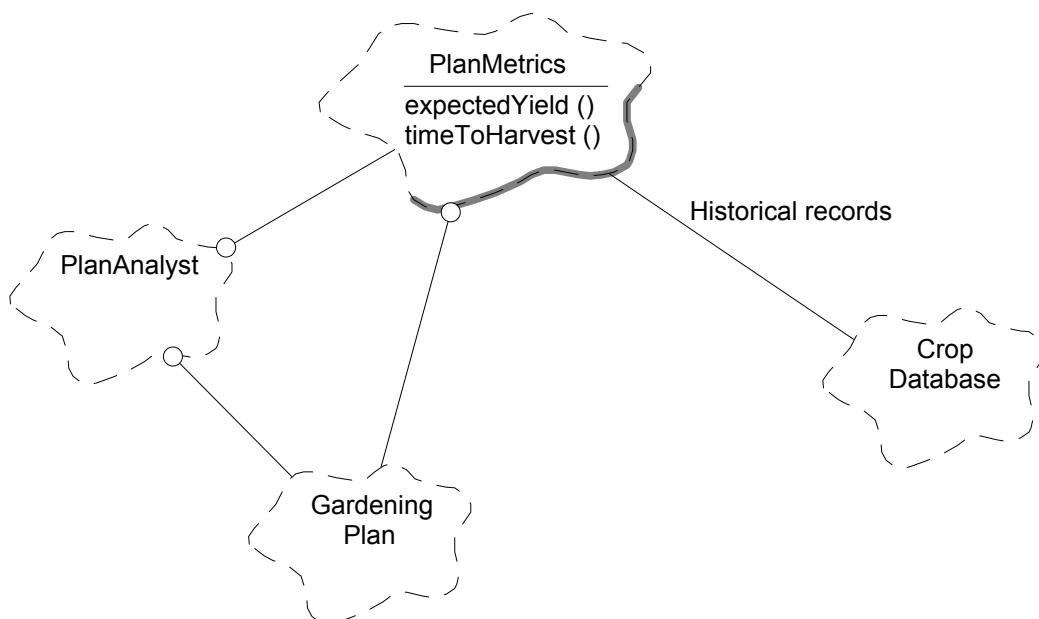 PlanMetrics
expectedYield ()
timeToHarvest ()
Historical records
PlanAnalyst
Crop
Database
Gardening
Plan